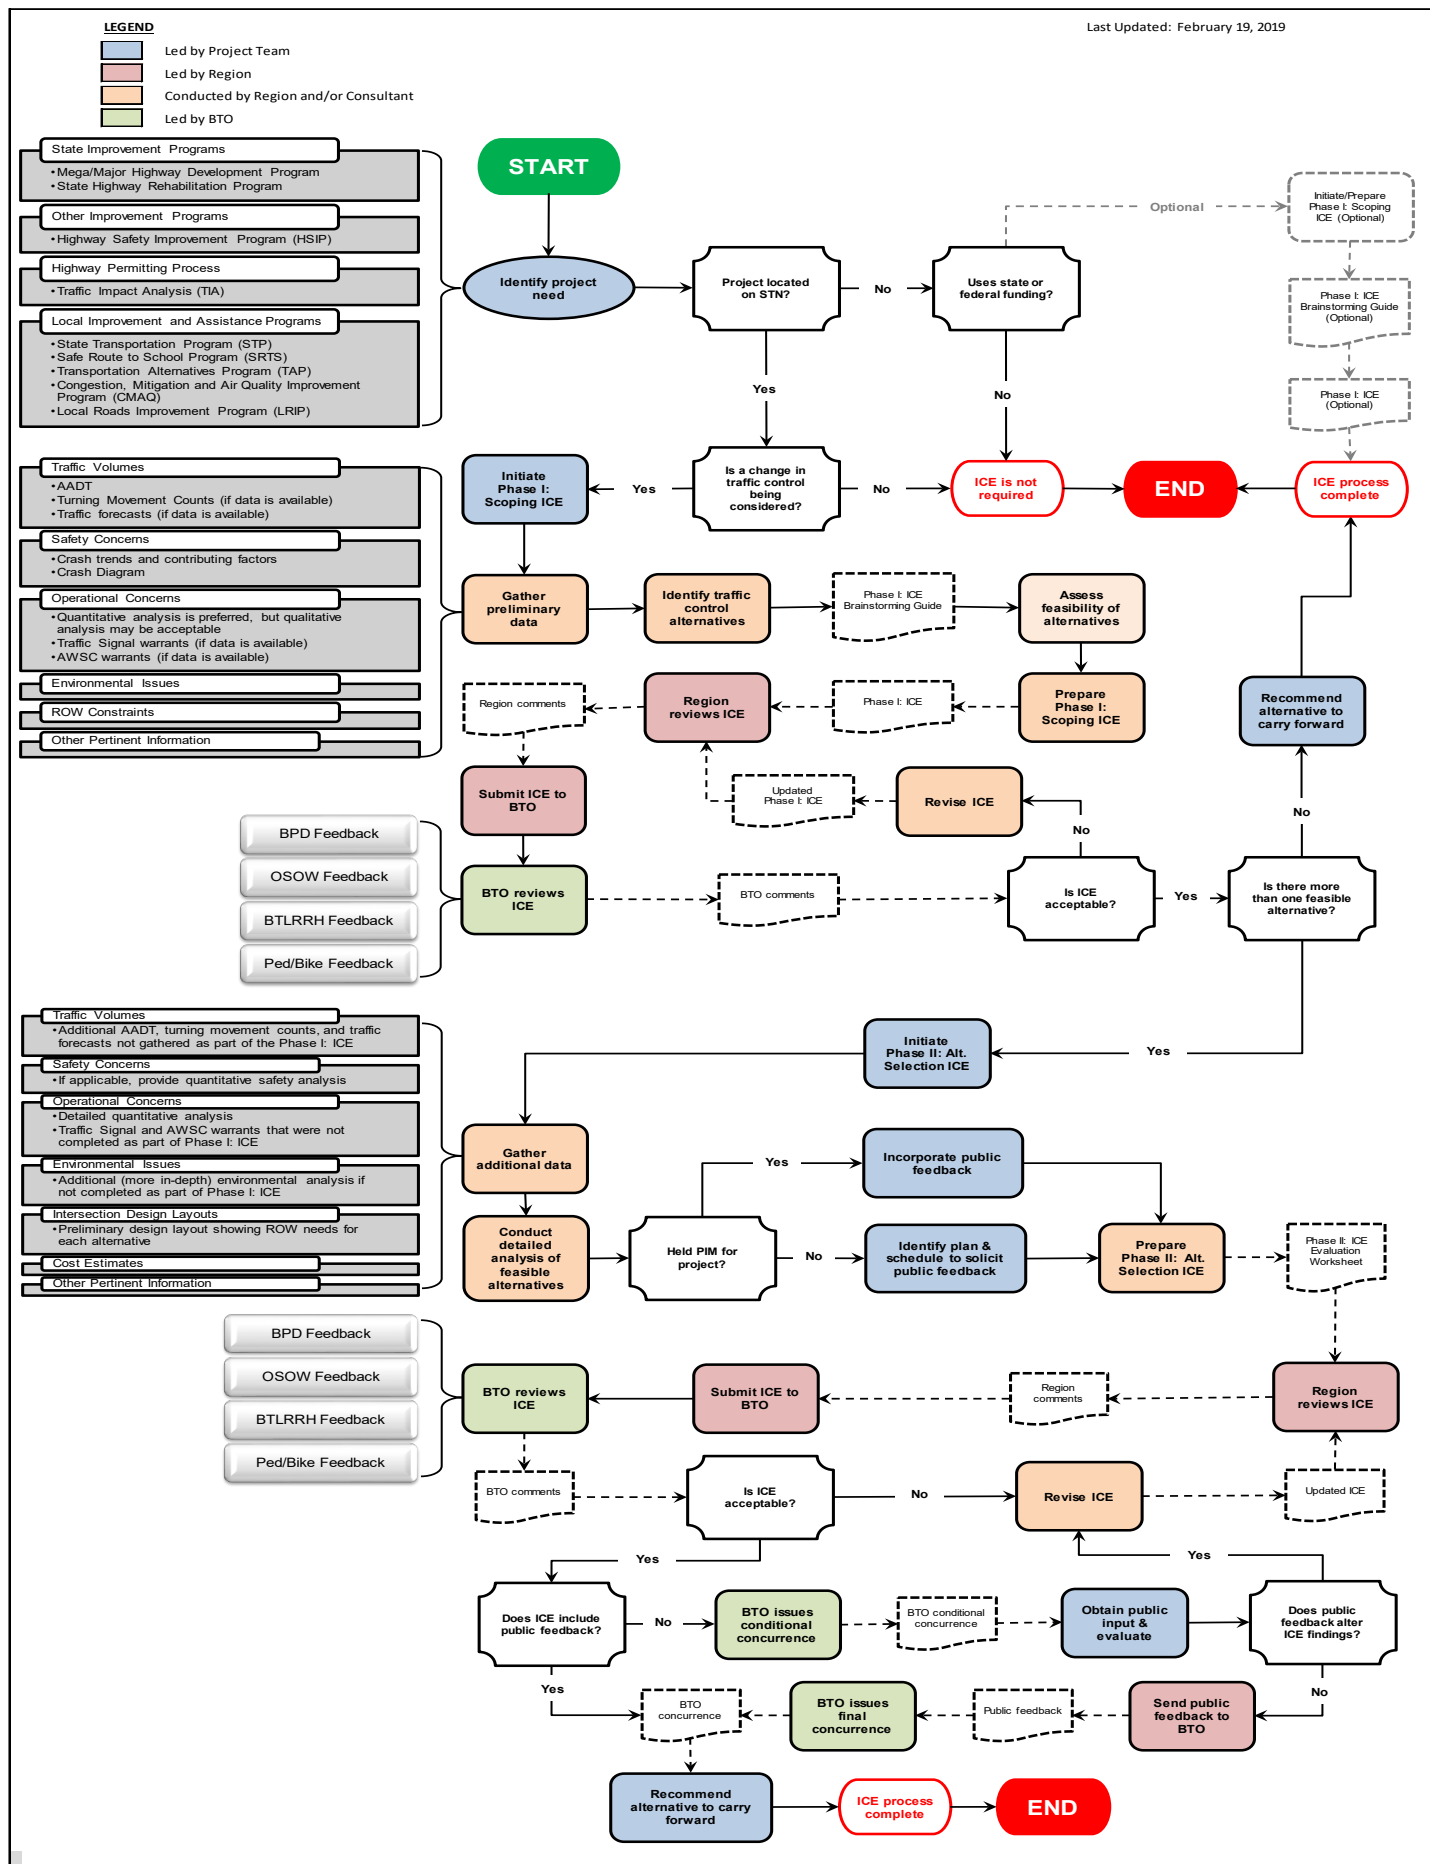 LEGEND
Last Updated: February 19, 2019
Led by Project Team
Led by Region
Conducted by Region and/or Consultant
Led by BTO
State Improvement Programs
•Mega/Major Highway Development Program
•State Highway Rehabilitation Program
Other Improvement Programs
•Highway Safety Improvement Program (HSIP)
Highway Permitting Process
•Traffic Impact Analysis (TIA)
Local Improvement and Assistance Programs
•State Transportation Program (STP)
•Safe Route to School Program (SRTS)
•Transportation Alternatives Program (TAP)
•Congestion, Mitigation and Air Quality Improvement
Program (CMAQ)
•Local Roads Improvement Program (LRIP)
START
Identify project
need
Project located
on STN?
No
Uses state or
federal funding?
Optional
Initiate/Prepare
Phase I: Scoping
ICE (Optional)
Phase I: ICE
Brainstorming Guide
(Optional)
Phase I: ICE
(Optional)
Yes
No
Traffic Volumes
•AADT
•Turning Movement Counts (if data is available)
•Traffic forecasts (if data is available)
Safety Concerns
•Crash trends and contributing factors
•Crash Diagram
Operational Concerns
•Quantitative analysis is preferred, but qualitative
analysis may be acceptable
•Traffic Signal warrants (if data is available)
•AWSC warrants (if data is available)
Environmental Issues
ROW Constraints
Other Pertinent Information
Initiate
Phase I:
Scoping ICE
Yes
Is a change in
traffic control
being
considered?
No
ICE is not
required
END
ICE process
complete
Gather
preliminary
data
Identify traffic
control
alternatives
Phase I: ICE
Brainstorming Guide
Assess
feasibility of
alternatives
Region comments
Region
reviews ICE
Phase I: ICE
Prepare
Phase I:
Scoping ICE
Recommend
alternative to
carry forward
Submit ICE to
BTO
Updated
Phase I: ICE
Revise ICE
No
No
BPD Feedback
OSOW Feedback
BTLRRH Feedback
Ped/Bike Feedback
BTO reviews
ICE
BTO comments
Is ICE
acceptable?
Yes
Is there more
than one feasible
alternative?
Traffic Volumes
•Additional AADT, turning movement counts, and traffic
forecasts not gathered as part of the Phase I: ICE
Safety Concerns
•If applicable, provide quantitative safety analysis
Operational Concerns
•Detailed quantitative analysis
•Traffic Signal and AWSC warrants that were not
completed as part of Phase I: ICE
Environmental Issues
•Additional (more in-depth) environmental analysis if
not completed as part of Phase I: ICE
Intersection Design Layouts
•Preliminary design layout showing ROW needs for
each alternative
Cost Estimates
Other Pertinent Information
Initiate
Phase II: Alt.
Selection ICE
Yes
Gather
additional data
Yes
Incorporate public
feedback
Conduct
detailed
analysis of
feasible
alternatives
Held PIM for
project?
No
Identify plan &
schedule to solicit
public feedback
Prepare
Phase II: Alt.
Selection ICE
Phase II: ICE
Evaluation
Worksheet
BPD Feedback
OSOW Feedback
BTLRRH Feedback
Ped/Bike Feedback
BTO reviews
ICE
Submit ICE to
BTO
Region
comments
Region
reviews ICE
BTO comments
Is ICE
acceptable?
No
Revise ICE
Updated ICE
Yes
Yes
Does ICE include
public feedback?
No
BTO issues
conditional
concurrence
BTO conditional
concurrence
Obtain public
input &
evaluate
Does public
feedback alter
ICE findings?
Yes
No
BTO
concurrence
BTO issues
final
concurrence
Public feedback
Send public
feedback to
BTO
Recommend
alternative to carry
forward
ICE process
complete
END